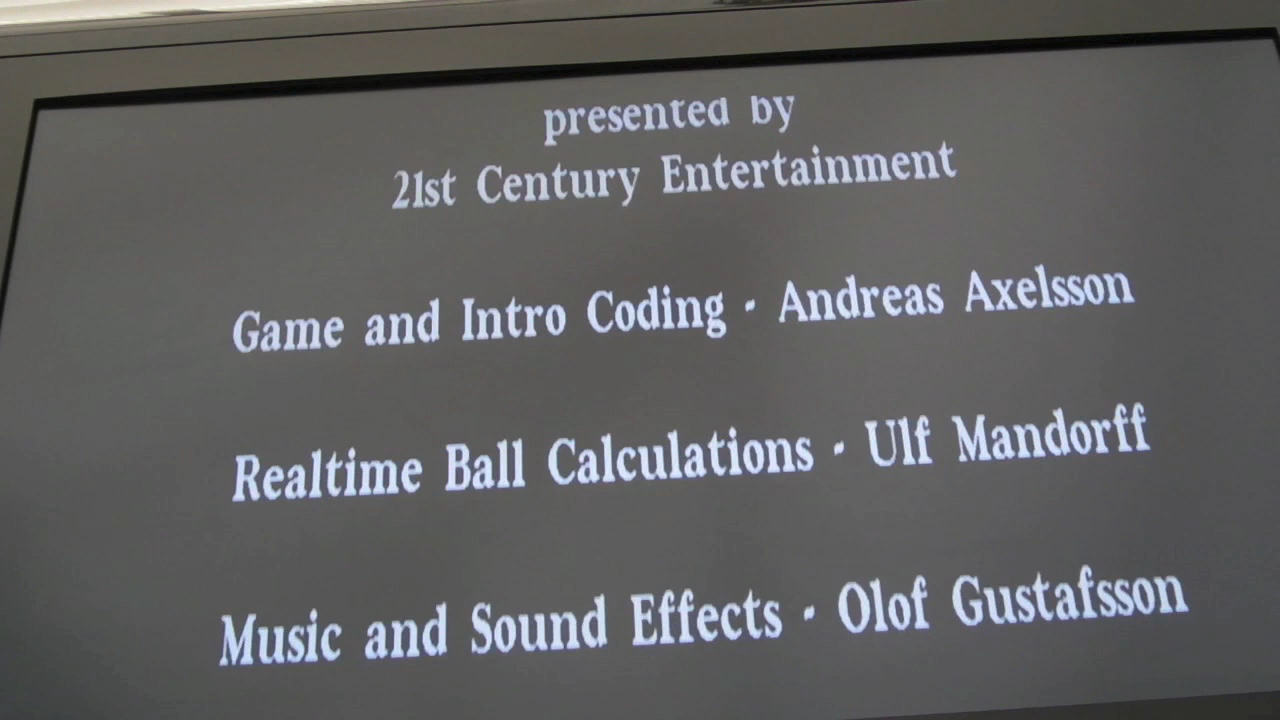 presented by
21st Century Entertainment
Game and Intro Coding - Andreas Axelsson
Realtime Ball Calculations - Ulf Mandorff
Music and Sound Effects - Olof Gustafsson